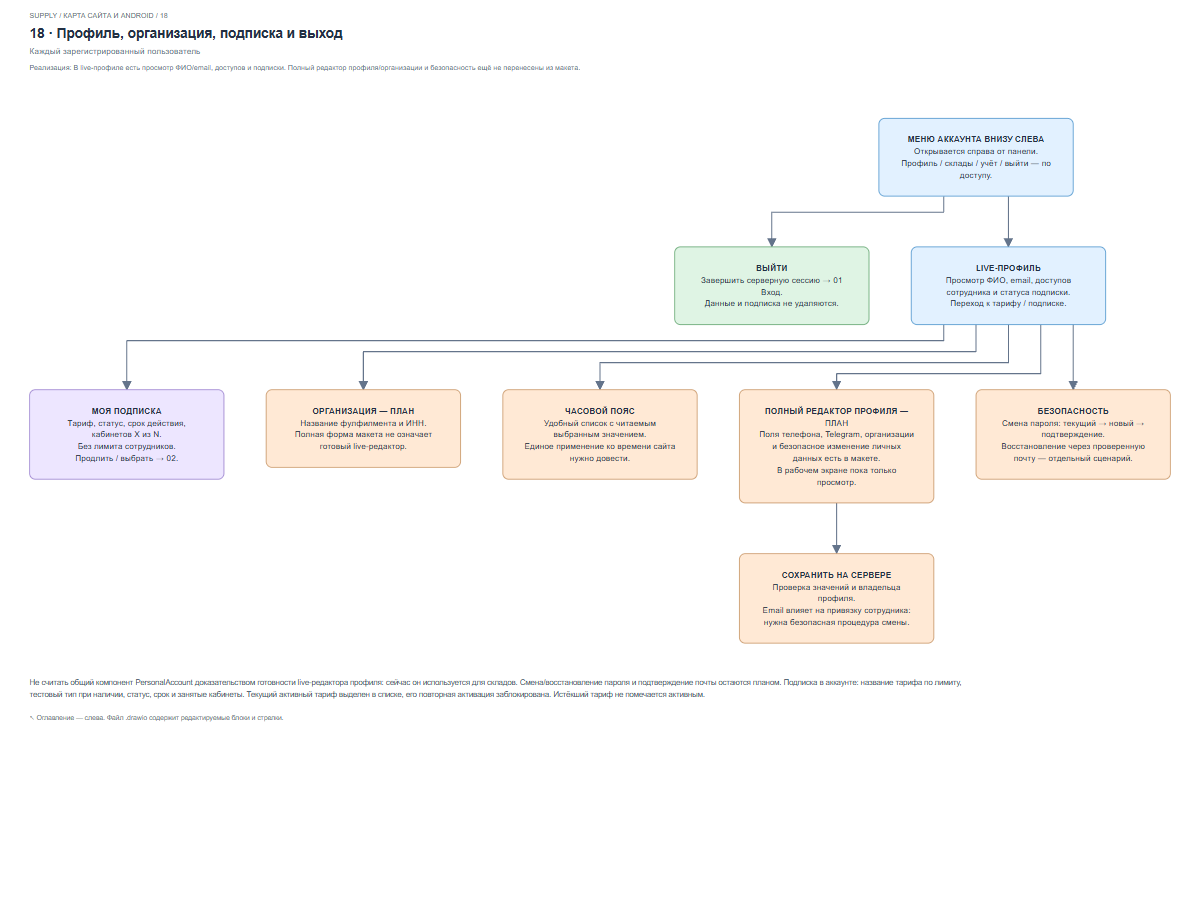 SUPPLY / КАРТА САЙТА И ANDROID / 18
18 · Профиль, организация, подписка и выход
Каждый зарегистрированный пользователь
Реализация: В live-профиле есть просмотр ФИО/email, доступов и подписки. Полный редактор профиля/организации и безопасность ещё не перенесены из макета.
МЕНЮ АККАУНТА ВНИЗУ СЛЕВА
Открывается справа от панели.
Профиль / склады / учёт / выйти — по
доступу.
ВЫЙТИ
Завершить серверную сессию → 01
Вход.
Данные и подписка не удаляются.
LIVE-ПРОФИЛЬ
Просмотр ФИО, email, доступов
сотрудника и статуса подписки.
Переход к тарифу / подписке.
МОЯ ПОДПИСКА
Тариф, статус, срок действия,
кабинетов X из N.
Без лимита сотрудников.
Продлить / выбрать → 02.
ОРГАНИЗАЦИЯ — ПЛАН
Название фулфилмента и ИНН.
Полная форма макета не означает
готовый live-редактор.
ЧАСОВОЙ ПОЯС
Удобный список с читаемым
выбранным значением.
Единое применение ко времени сайта
нужно довести.
ПОЛНЫЙ РЕДАКТОР ПРОФИЛЯ —
ПЛАН
Поля телефона, Telegram, организации
и безопасное изменение личных
данных есть в макете.
В рабочем экране пока только
просмотр.
БЕЗОПАСНОСТЬ
Смена пароля: текущий → новый →
подтверждение.
Восстановление через проверенную
почту — отдельный сценарий.
СОХРАНИТЬ НА СЕРВЕРЕ
Проверка значений и владельца
профиля.
Email влияет на привязку сотрудника:
нужна безопасная процедура смены.
Не считать общий компонент PersonalAccount доказательством готовности live-редактора профиля: сейчас он используется для складов. Смена/восстановление пароля и подтверждение почты остаются планом. Подписка в аккаунте: название тарифа по лимиту,
тестовый тип при наличии, статус, срок и занятые кабинеты. Текущий активный тариф выделен в списке, его повторная активация заблокирована. Истёкший тариф не помечается активным.
↖ Оглавление — слева. Файл .drawio содержит редактируемые блоки и стрелки.